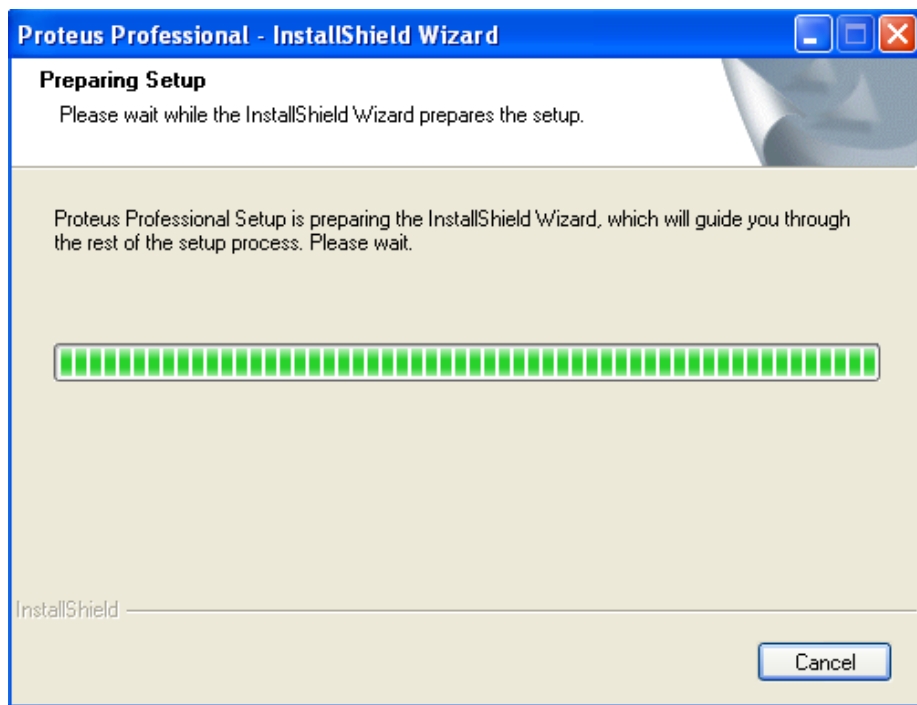 Proteus Professional - InstallShield Wizard
Preparing Setup
Please wait while the InstallShield Wizard prepares the setup.
Proteus Professional Setup is preparing the InstallShield Wizard, which will guide you through
the rest of the setup process. Please wait.
InstallShield
Cancel